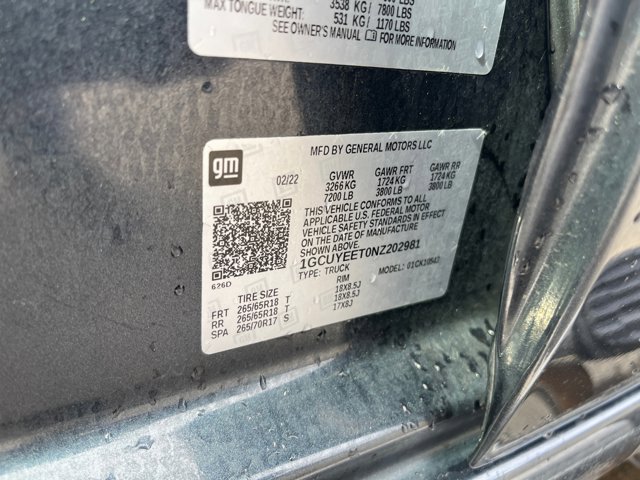 3538 KG / 7800 LBS
MAX TONGUE WEIGHT: 531 KG / 1170 LBS
SEE OWNER'S MANUAL FOR MORE INFORMATION
gm
MFD BY GENERAL MOTORS LLC
02/22 GVWR GAWR FRT GAWR RR
3266 KG 1724 KG 1724 KG
7200 LB 3800 LB 3800 LB
THIS VEHICLE CONFORMS TO ALL
APPLICABLE U.S. FEDERAL MOTOR
VEHICLE SAFETY STANDARDS IN EFFECT
ON THE DATE OF MANUFACTURE
SHOWN ABOVE.
1GCUYEET0NZ202981
TYPE: TRUCK MODEL:
626D
TIRE SIZE RIM
FRT 265/65R18 T 18X8.5J
RR 265/65R18 T 18X8.5J
SPA 265/70R17 S 17X8J